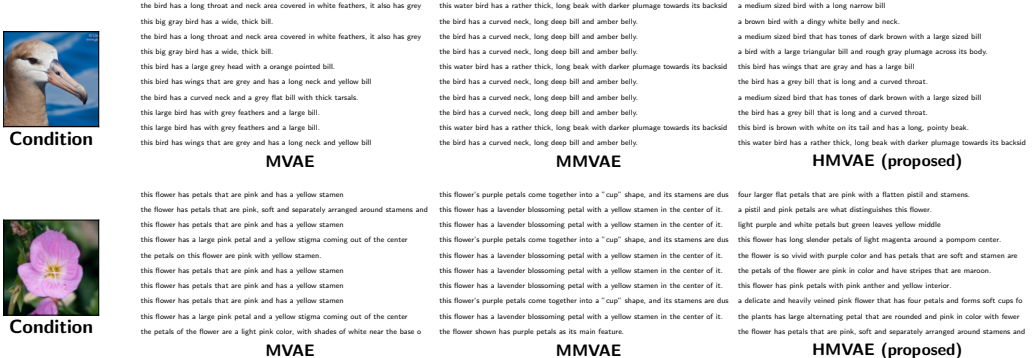 the bird has a long throat and neck area covered in white feathers, it also has grey
this big gray bird has a wide, thick bill.
the bird has a long throat and neck area covered in white feathers, it also has grey
this big gray bird has a wide, thick bill.
this bird has a large grey head with a orange pointed bill.
this bird has wings that are grey and has a long neck and yellow bill
the bird has a curved neck and a grey flat bill with thick tarsals.
this large bird has with grey feathers and a large bill.
this large bird has with grey feathers and a large bill.
this bird has wings that are grey and has a long neck and yellow bill
MVAE
this water bird has a rather thick, long beak with darker plumage towards its backsid
the bird has a curved neck, long deep bill and amber belly.
the bird has a curved neck, long deep bill and amber belly.
the bird has a curved neck, long deep bill and amber belly.
this water bird has a rather thick, long beak with darker plumage towards its backsid
the bird has a curved neck, long deep bill and amber belly.
the bird has a curved neck, long deep bill and amber belly.
the bird has a curved neck, long deep bill and amber belly.
this water bird has a rather thick, long beak with darker plumage towards its backsid
the bird has a curved neck, long deep bill and amber belly.
MMVAE
a medium sized bird with a long narrow bill
a brown bird with a dingy white belly and neck.
a medium sized bird that has tones of dark brown with a large sized bill
a bird with a large triangular bill and rough gray plumage across its body.
this bird has wings that are gray and has a large bill
the bird has a grey bill that is long and a curved throat.
a medium sized bird that has tones of dark brown with a large sized bill
the bird has a grey bill that is long and a curved throat.
this bird is brown with white on its tail and has a long, pointy beak.
this water bird has a rather thick, long beak with darker plumage towards its backsid
HMVAE (proposed)
Condition
this flower has petals that are pink and has a yellow stamen
the flower has petals that are pink, soft and separately arranged around stamens and
this flower has petals that are pink and has a yellow stamen
this flower has a large pink petal and a yellow stigma coming out of the center
the petals on this flower are pink with yellow stamen.
this flower has petals that are pink and has a yellow stamen
this flower has petals that are pink and has a yellow stamen
this flower has petals that are pink and has a yellow stamen
this flower has a large pink petal and a yellow stigma coming out of the center
the petals of the flower are a light pink color, with shades of white near the base o
MVAE
this flower's purple petals come together into a "cup" shape, and its stamens are dus
this flower has a lavender blossoming petal with a yellow stamen in the center of it.
this flower's purple petals come together into a "cup" shape, and its stamens are dus
this flower's purple petals come together into a "cup" shape, and its stamens are dus
this flower has a lavender blossoming petal with a yellow stamen in the center of it.
this flower has a lavender blossoming petal with a yellow stamen in the center of it.
this flower has a lavender blossoming petal with a yellow stamen in the center of it.
this flower's purple petals come together into a "cup" shape, and its stamens are dus
this flower has a lavender blossoming petal with a yellow stamen in the center of it.
the flower shown has purple petals as its main feature.
MMVAE
four larger flat petals that are pink with a flatten pistil and stamens.
a pistil and pink petals are what distinguishes this flower.
light purple and white petals but green leaves yellow middle
this flower has long slender petals of light magenta around a pompom center.
the flower is so vivid with purple color and has petals that are soft and stamen are
the petals of the flower are pink in color and have stripes that are maroon.
this flower has pink petals with pink anther and yellow interior.
a delicate and heavily veined pink flower that has four petals and forms soft cups fo
the plants has large alternating petal that are rounded and pink in color with fewer
the flower has petals that are pink, soft and separately arranged around stamens and
HMVAE (proposed)
Condition